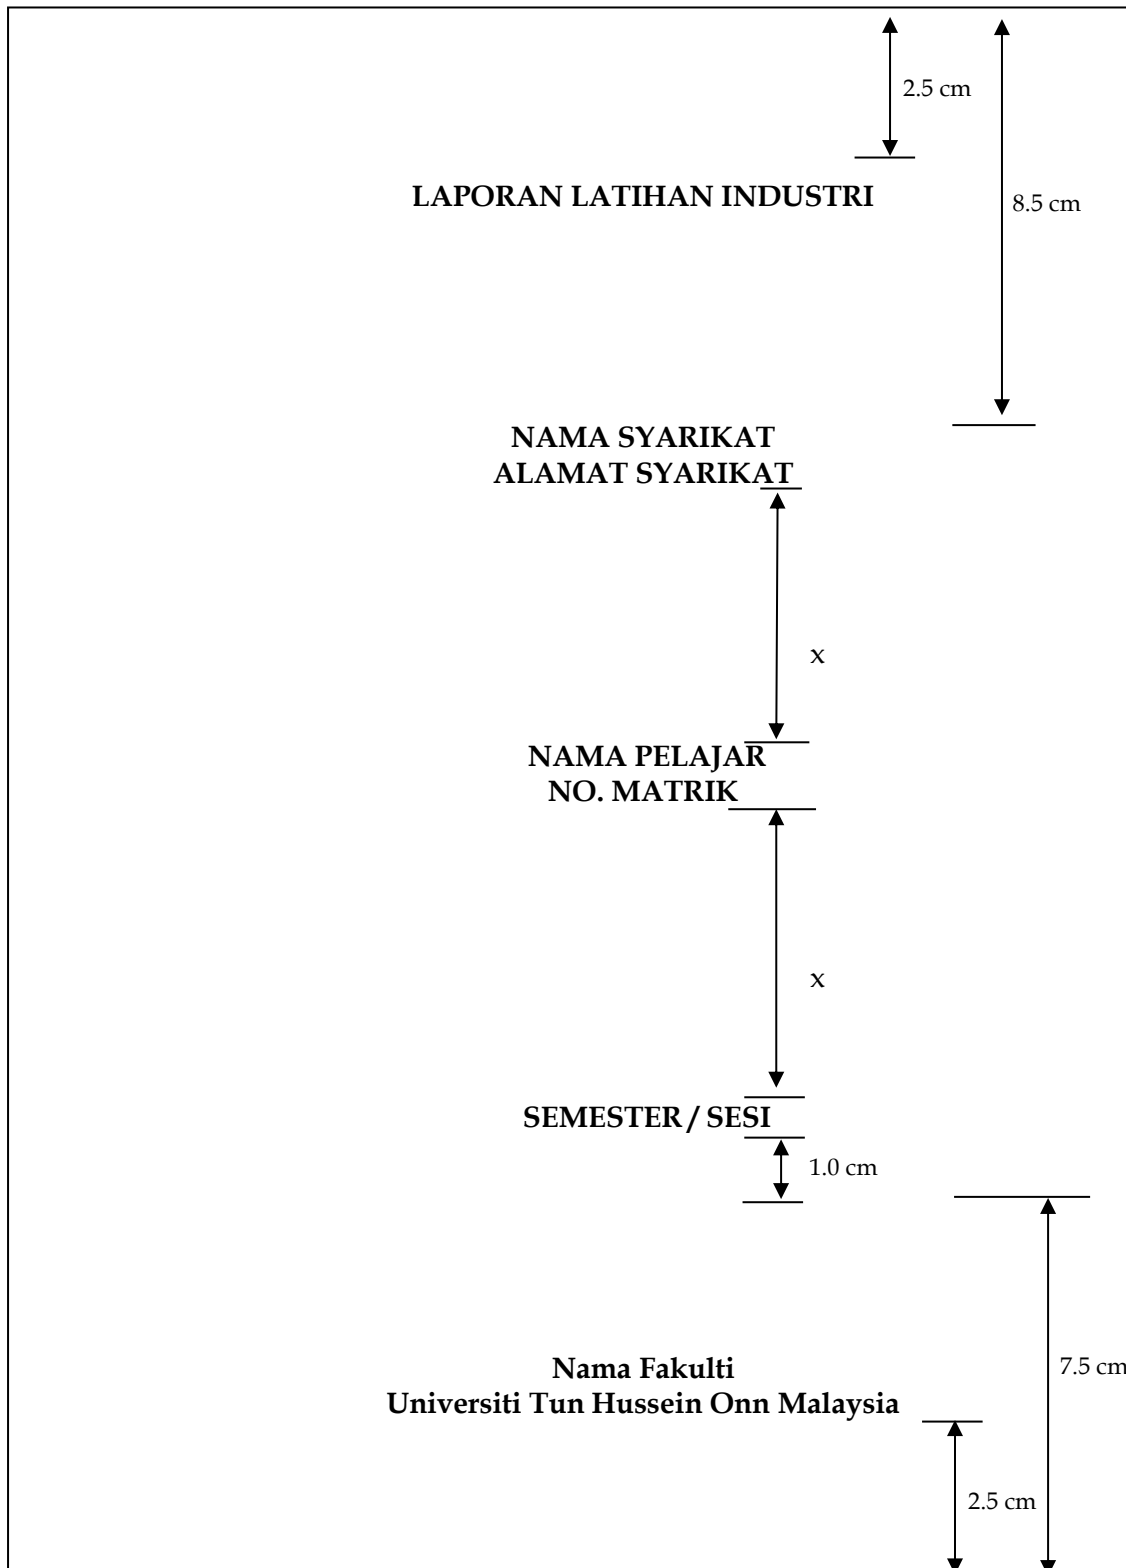 2.5 cm
LAPORAN LATIHAN INDUSTRI
8.5 cm
NAMA SYARIKAT
ALAMAT SYARIKAT
x
NAMA PELAJAR
NO. MATRIK
x
SEMESTER / SESI
1.0 cm
Nama Fakulti
7.5 cm
Universiti Tun Hussein Onn Malaysia
2.5 cm